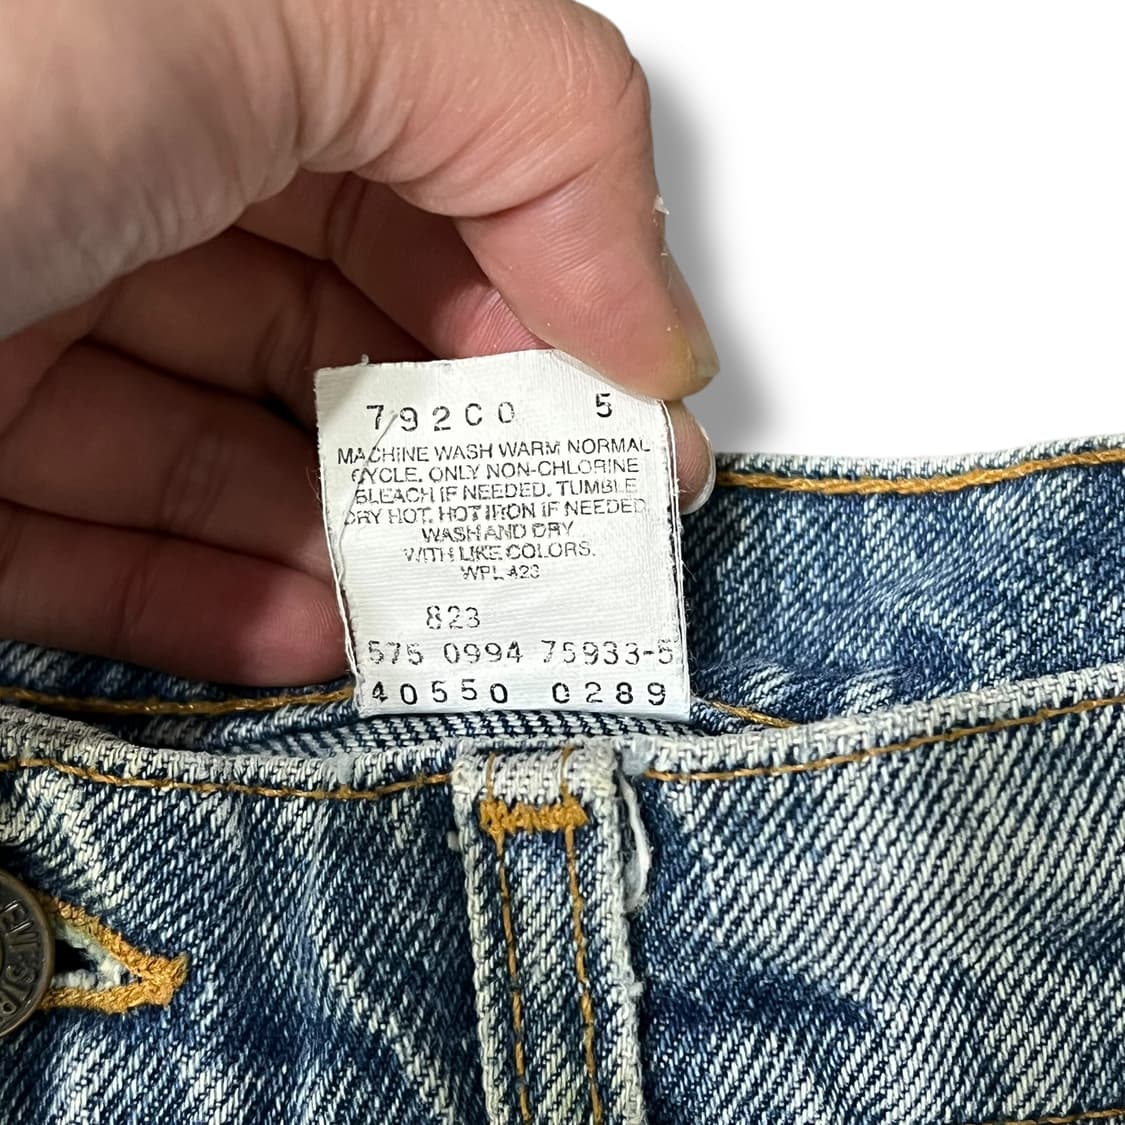 792C0 5
MACHINE WASH WARM NORMAL
CYCLE. ONLY NON-CHLORINE
BLEACH IF NEEDED. TUMBLE
DRY HOT. HOT IRON IF NEEDED.
WASH AND DRY
WITH LIKE COLORS.
WPL 423
823
575 0994 75933-5
40550 0289